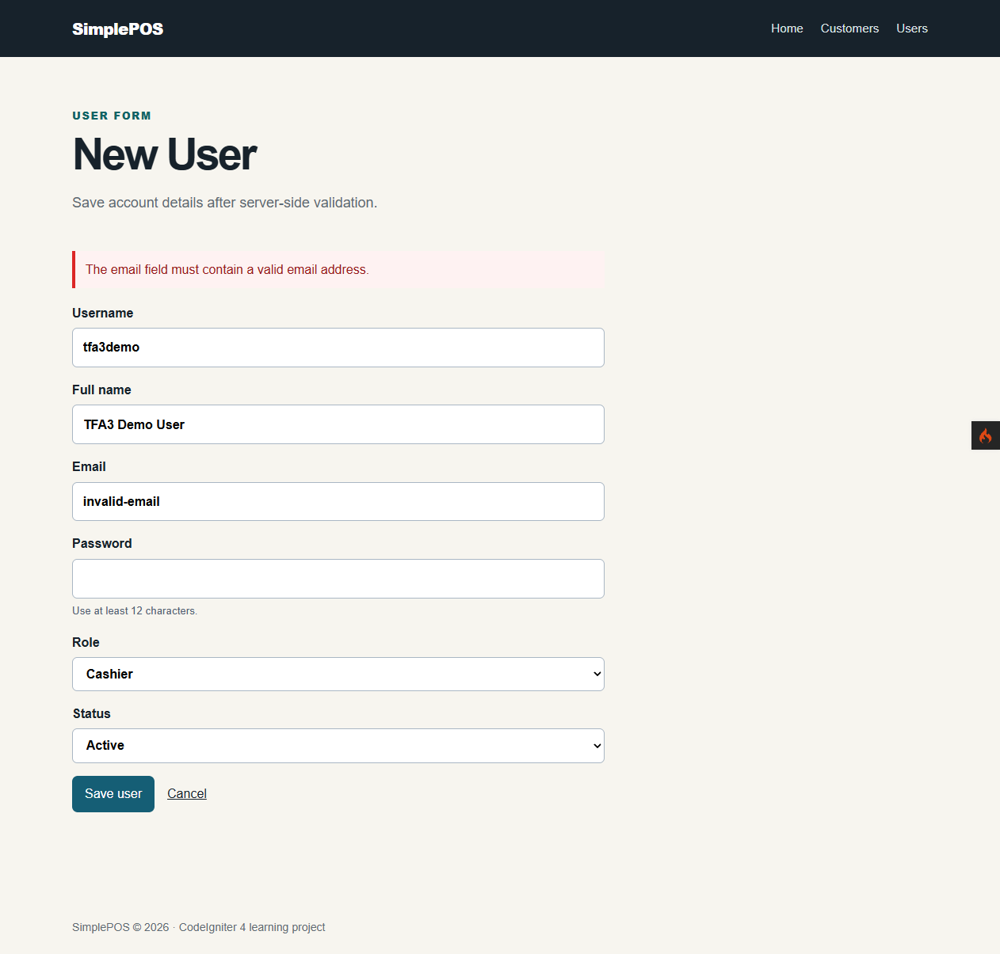 SimplePOS
Home Customers Users
USER FORM
New User
Save account details after server-side validation.
The email field must contain a valid email address.
Username
tfa3demo
Full name
TFA3 Demo User
Email
invalid-email
Password
Use at least 12 characters.
Role
Cashier
Status
Active
Save user Cancel
SimplePOS © 2026 · CodeIgniter 4 learning project